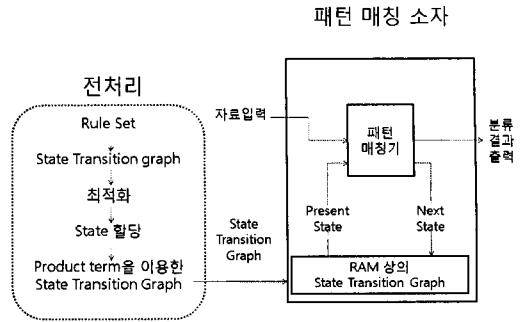 패턴 매칭 소자
전처리
Rule Set
State Transition graph
최적화
State 할당
Product term을 이용한
State Transition Graph
State
Transition
Graph
자료입력
패턴
매칭기
분류
결과
출력
Present
State
Next
State
RAM 상의
State Transition Graph